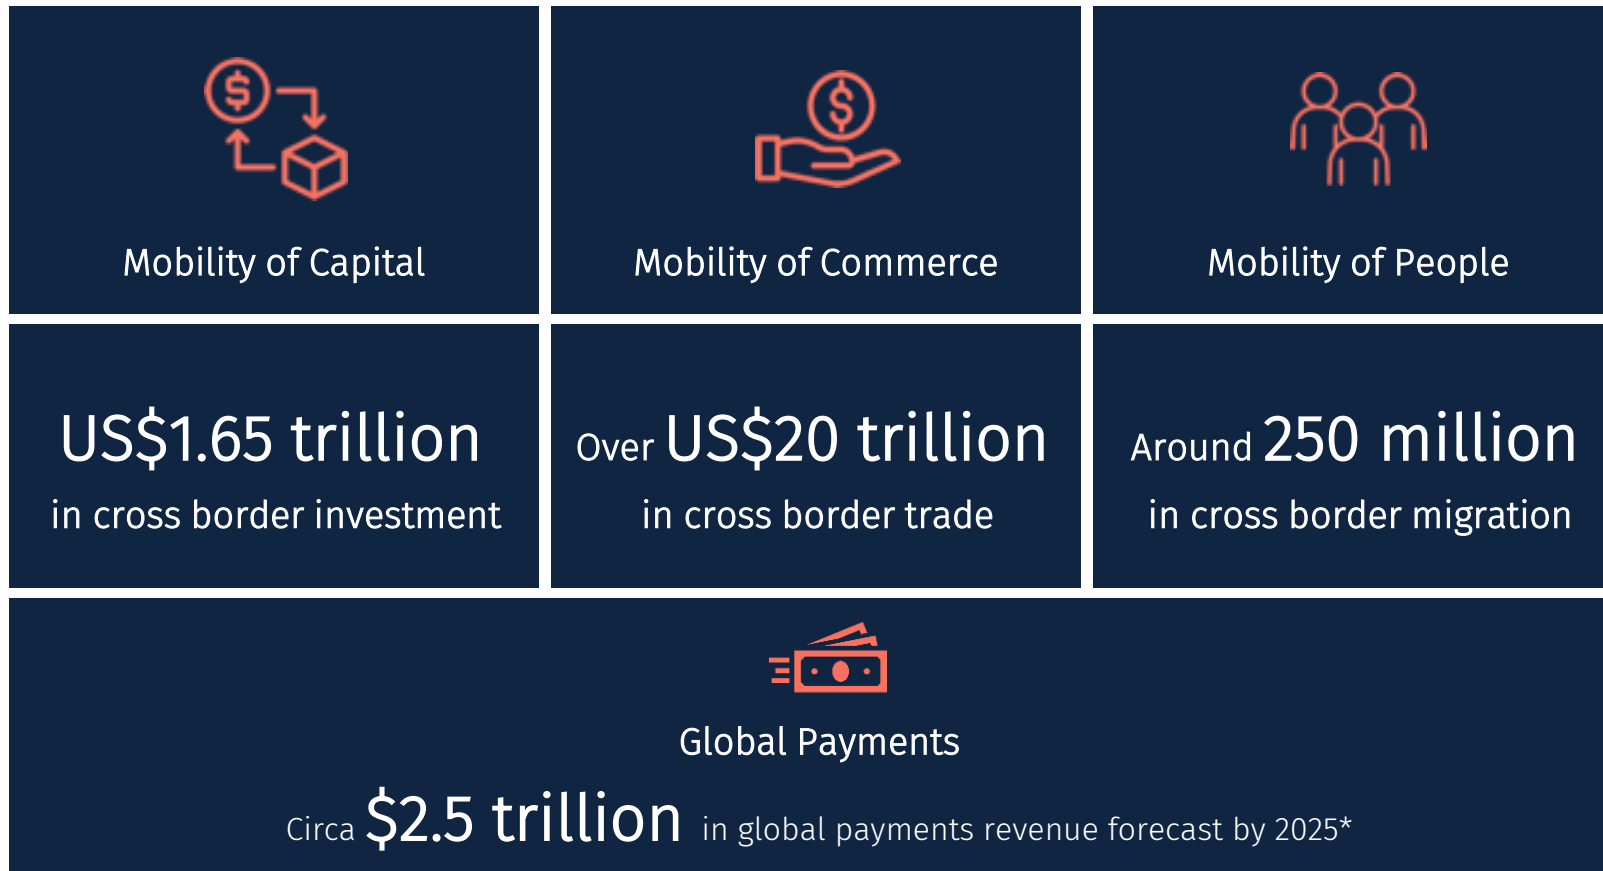 Mobility of Capital
Mobility of Commerce
Mobility of People
US$1.65 trillion
in cross border investment
Over US$20 trillion
in cross border trade
Around 250 million
in cross border migration
Global Payments
Circa $2.5 trillion in global payments revenue forecast by 2025*